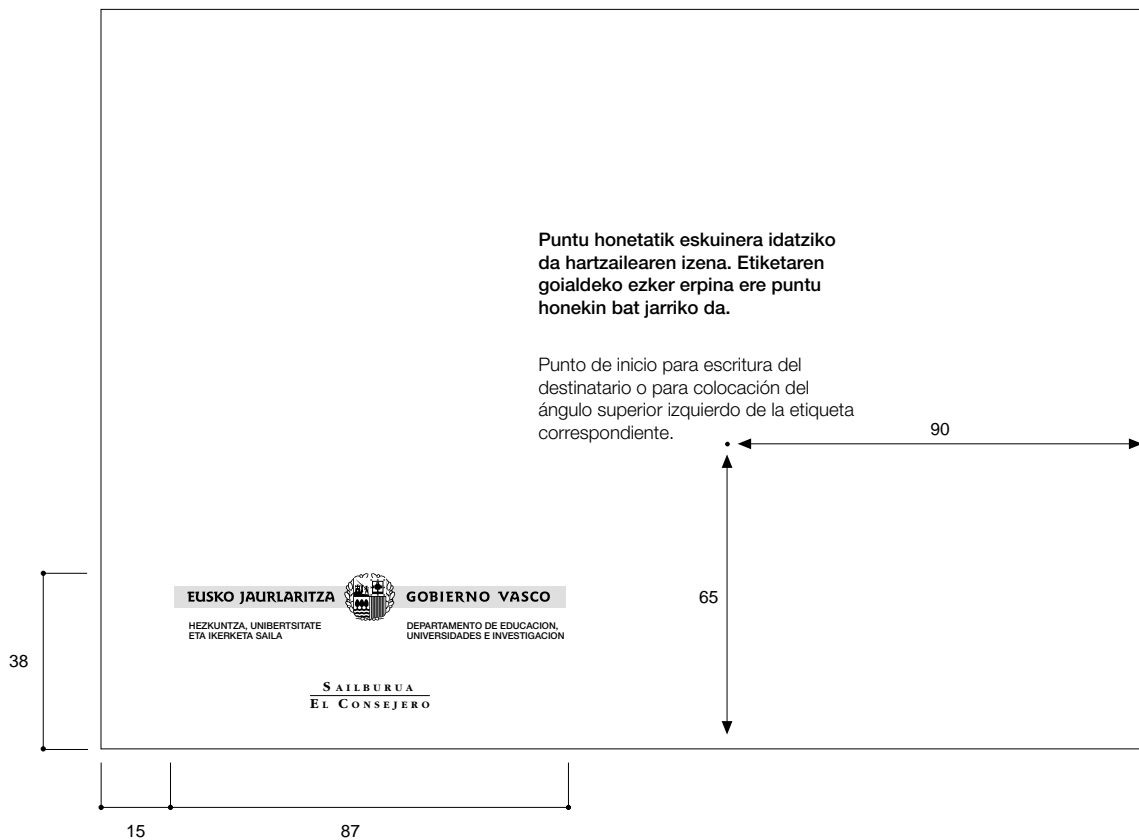 Puntu honetatik eskuinera idatziko
da hartzailearen izena. Etiketaren
goialdeko ezker erpina ere puntu
honekin bat jarriko da.
Punto de inicio para escritura del
destinatario o para colocación del
ángulo superior izquierdo de la etiqueta
correspondiente.
90
65
EUSKO JAURLARITZA
GOBIERNO VASCO
HEZKUNTZA, UNIBERTSITATE
ETA IKERKETA SAILA
DEPARTAMENTO DE EDUCACION,
UNIVERSIDADES E INVESTIGACION
38
SAILBURUA
EL CONSEJERO
15
87